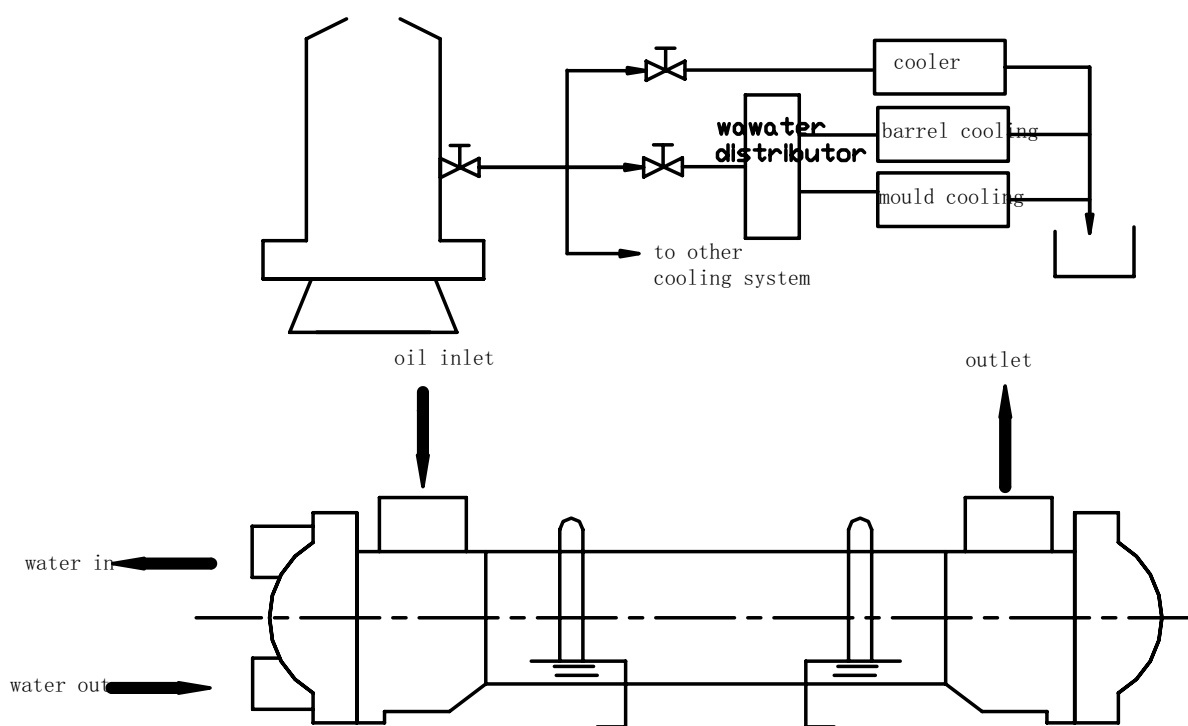 cooler
wawater
distributor
barrel cooling
mould cooling
to other
cooling system
oil inlet
outlet
water in
water out